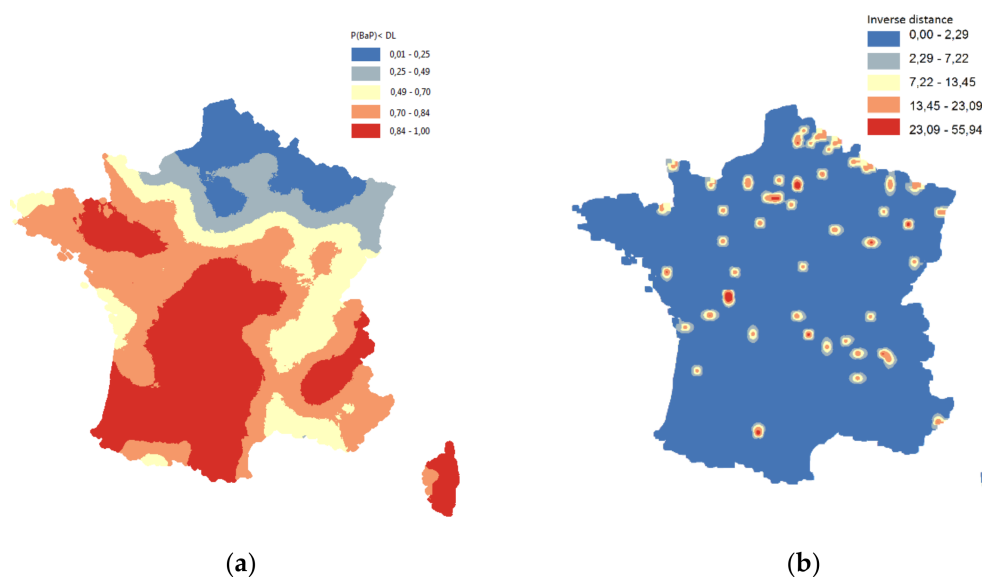 P(BaP)< DL
0,01 - 0,25
0,25 - 0,49
0,49 - 0,70
0,70 - 0,84
0,84 - 1,00
Inverse distance
0,00 - 2,29
2,29 - 7,22
7,22 - 13,45
13,45 - 23,09
23,09 - 55,94
(a)
(b)